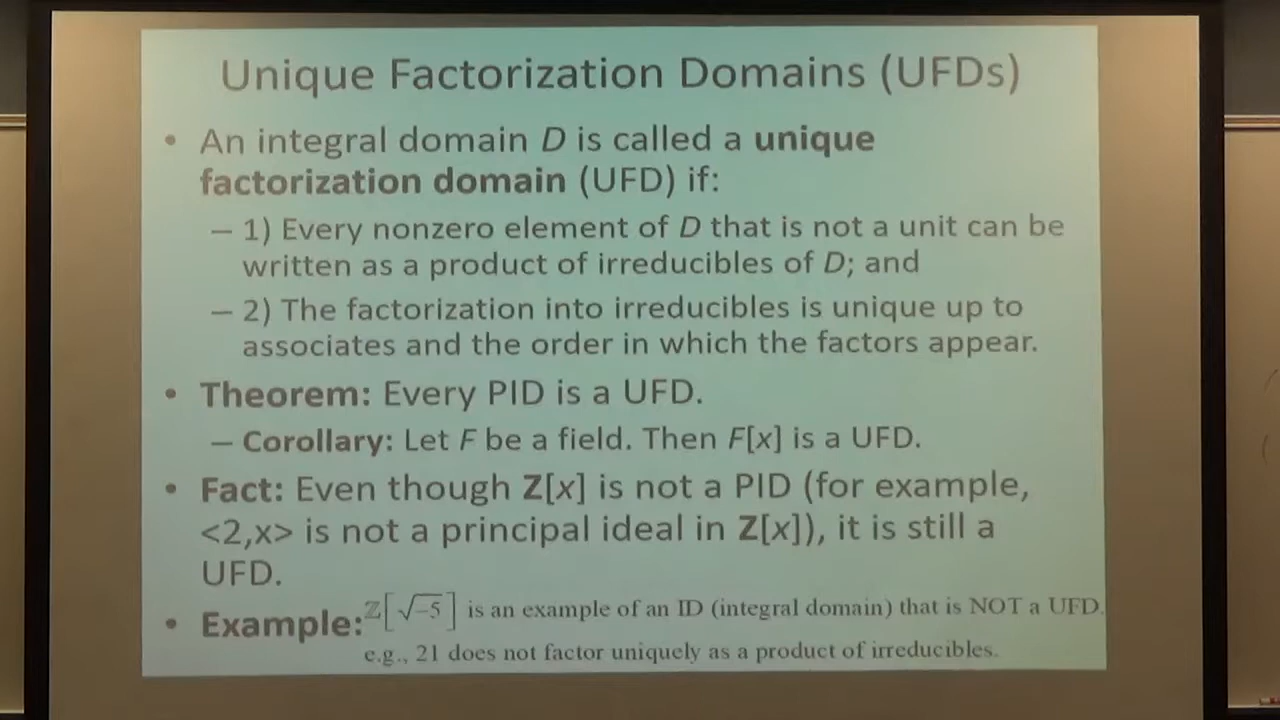 Unique Factorization Domains (UFDs)
• An integral domain D is called a unique
factorization domain (UFD) if:
– 1) Every nonzero element of D that is not a unit can be
written as a product of irreducibles of D; and
– 2) The factorization into irreducibles is unique up to
associates and the order in which the factors appear.
• Theorem: Every PID is a UFD.
– Corollary: Let F be a field. Then F[x] is a UFD.
• Fact: Even though Z[x] is not a PID (for example,
<2,x> is not a principal ideal in Z[x]), it is still a
UFD.
• Example: ℤ[√-5] is an example of an ID (integral domain) that is NOT a UFD.
e.g., 21 does not factor uniquely as a product of irreducibles.